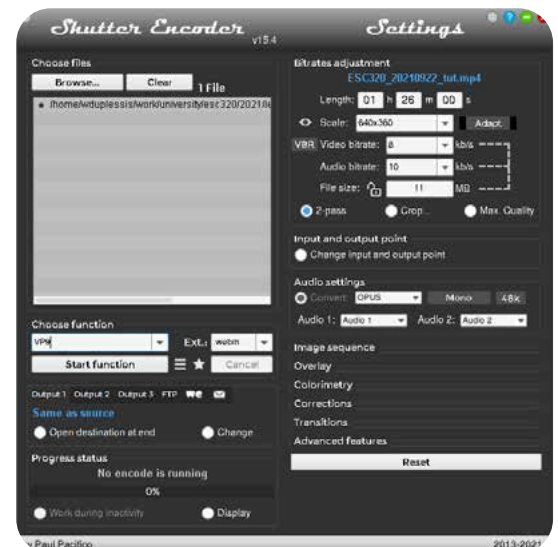 Shutter Encoder
v15.4
Choose files
Browse...
Clear
1 File
/home/wduplessis/work/university/esc320/2021/le
Choose function
VP9
Ext.:
webm
Start function
Cancel
Output 1
Output 2
Output 3
FTP
Same as source
Open destination at end
Change
Progress status
No encode is running
0%
Work during inactivity
Display
Paul Pacifico
Settings
?
Bitrates adjustment
ESC320_20210922_tut.mp4
Length: 01 h 26 m 00 s
Scale: 640x360
Adapt.
VBR Video bitrate: 8 kb/s
Audio bitrate: 10 kb/s
File size: 11 MB
2-pass
Crop...
Max. Quality
Input and output point
Change input and output point
Audio settings
Convert: OPUS
Mono
48k
Audio 1: Audio 1
Audio 2: Audio 2
Image sequence
Overlay
Colorimetry
Corrections
Transitions
Advanced features
Reset
2013-2021